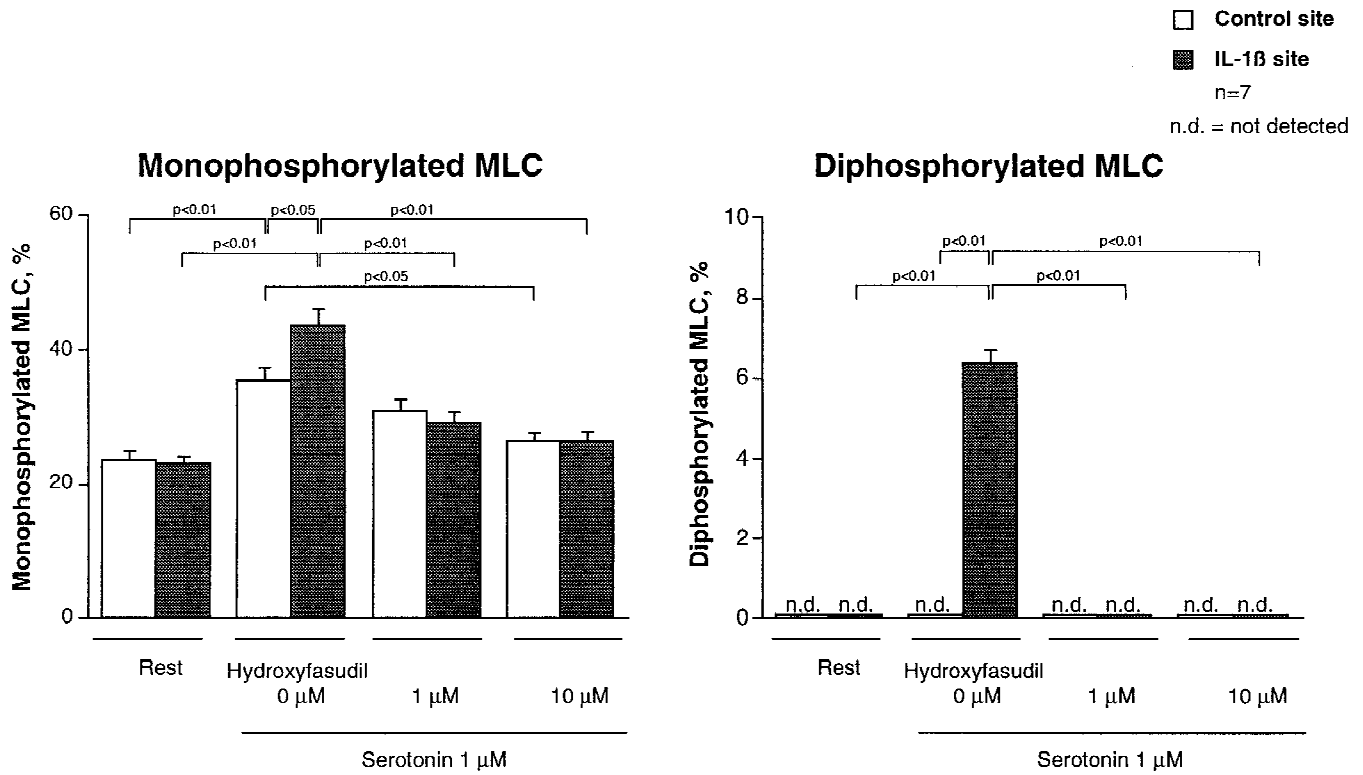 Control site
IL-1ß site
n=7
n.d. = not detected
Monophosphorylated MLC
Monophosphorylated MLC, %
60
40
20
0
p<0.01
p<0.05
p<0.01
p<0.01
p<0.01
p<0.05
Rest
Hydroxyfasudil
0 µM
1 µM
10 µM
Serotonin 1 µM
Diphosphorylated MLC
Diphosphorylated MLC, %
10
8
6
4
2
0
p<0.01
p<0.01
p<0.01
p<0.01
n.d. n.d. n.d. n.d. n.d. n.d. n.d.
Rest
Hydroxyfasudil
0 µM
1 µM
10 µM
Serotonin 1 µM